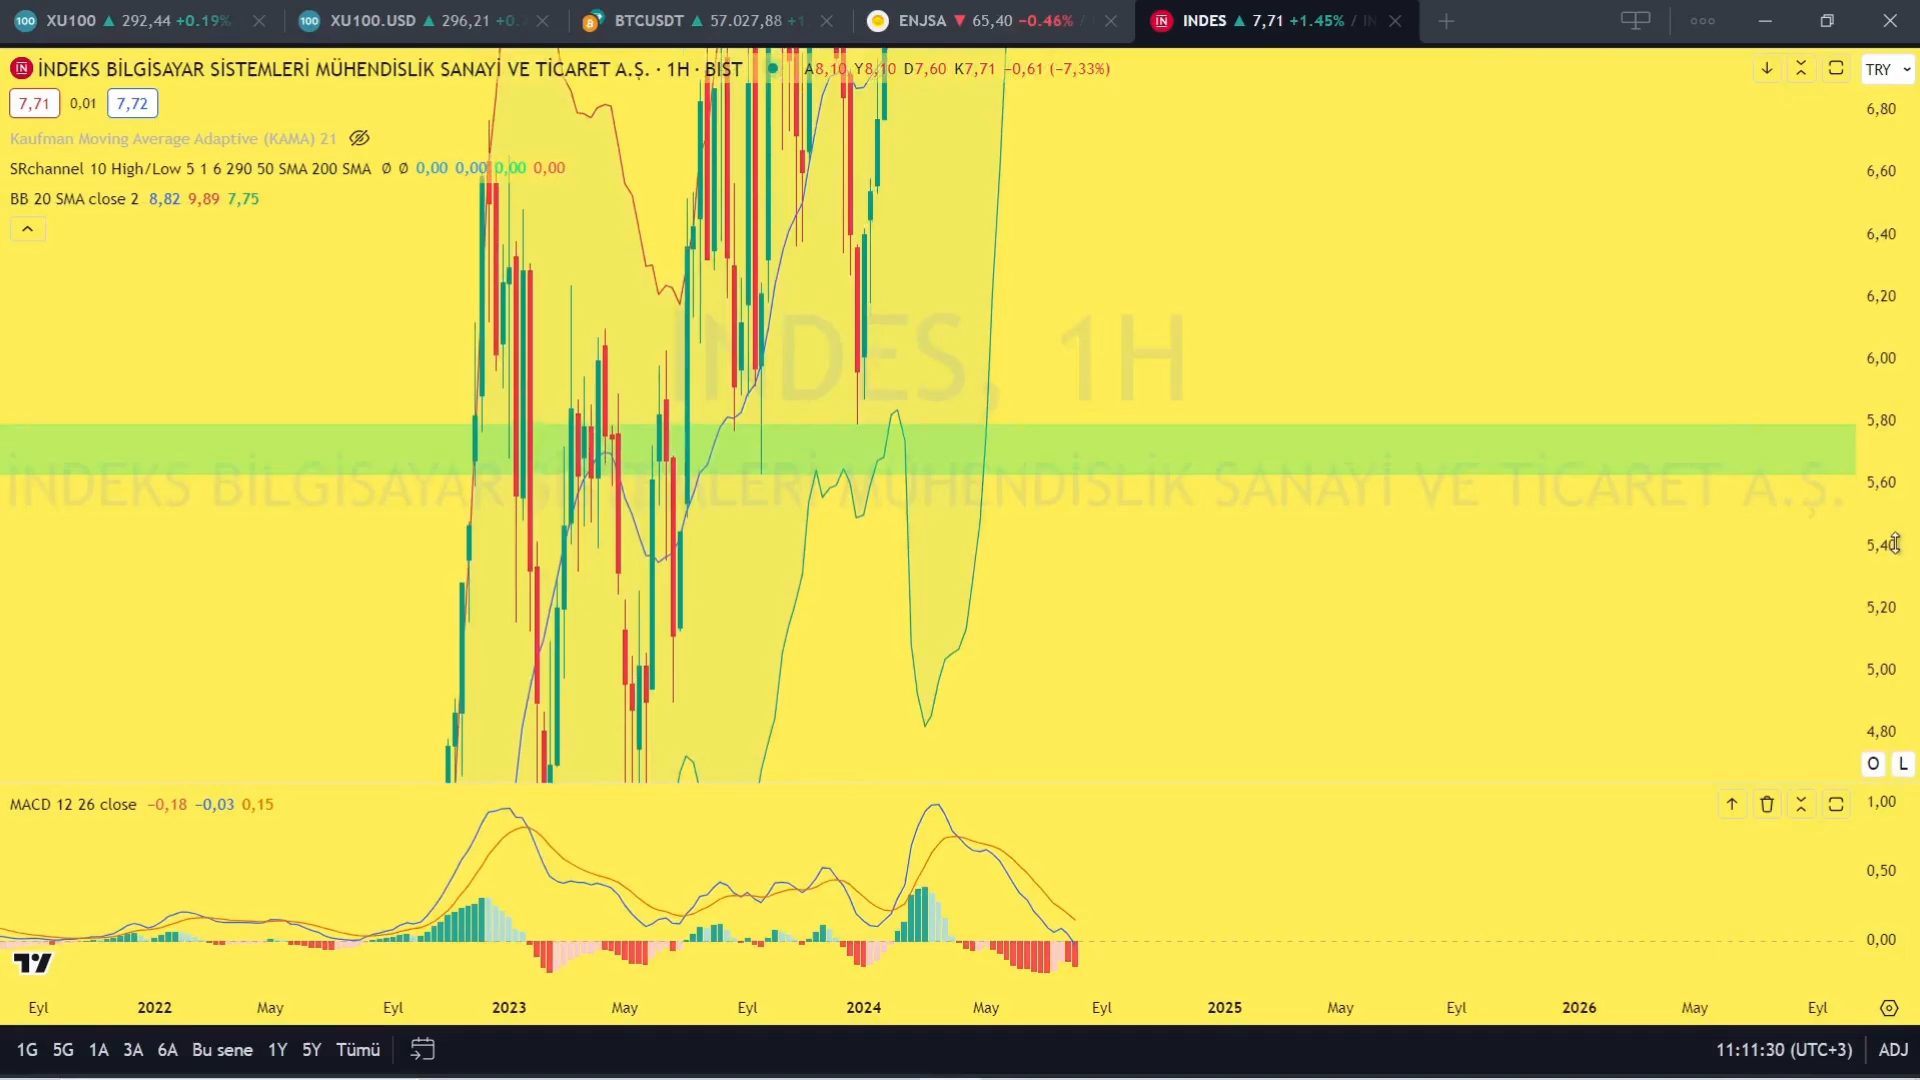 XU100 ▲ 292,44 +0.19%
XU100.USD ▲ 296,21 +0.
BTCUSDT ▲ 57.027,88 +1
ENJSA ▼ 65,40 −0.46% /
INDES ▲ 7,71 +1.45% / IN
İNDEKS BİLGİSAYAR SİSTEMLERİ MÜHENDİSLİK SANAYİ VE TİCARET A.Ş. · 1H · BIST
A8,10 Y8,10 D7,60 K7,71 −0,61 (−7,33%)
TRY
7,71 0,01 7,72
Kaufman Moving Average Adaptive (KAMA) 21
SRchannel 10 High/Low 5 1 6 290 50 SMA 200 SMA Ø Ø 0,00 0,00 0,00 0,00
BB 20 SMA close 2 8,82 9,89 7,75
6,80
6,60
6,40
6,20
6,00
5,80
5,60
5,40
5,20
5,00
4,80
INDES, 1H
İNDEKS BİLGİSAYAR SİSTEMLERİ MÜHENDİSLİK SANAYİ VE TİCARET A.Ş.
O L
MACD 12 26 close −0,18 −0,03 0,15
1,00
0,50
0,00
Eyl 2022 May Eyl 2023 May Eyl 2024 May Eyl 2025 May Eyl 2026 May Eyl
1G 5G 1A 3A 6A Bu sene 1Y 5Y Tümü
11:11:30 (UTC+3) ADJ